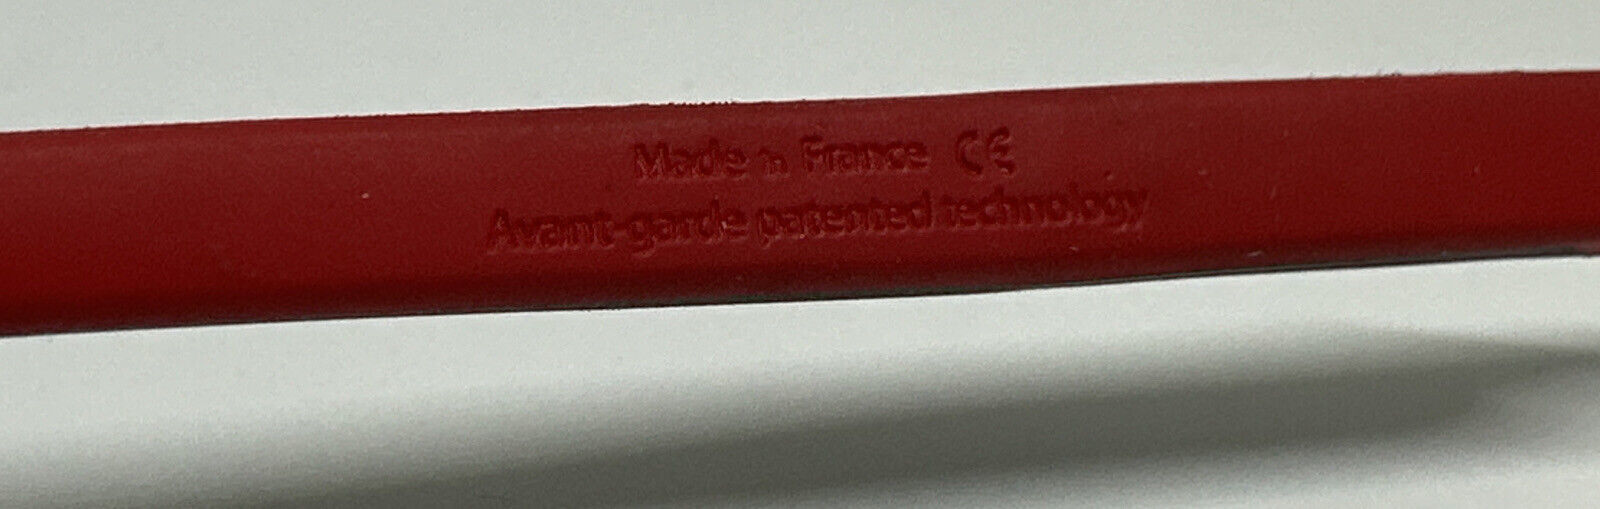 Made in France CE
Avant-garde patented technology